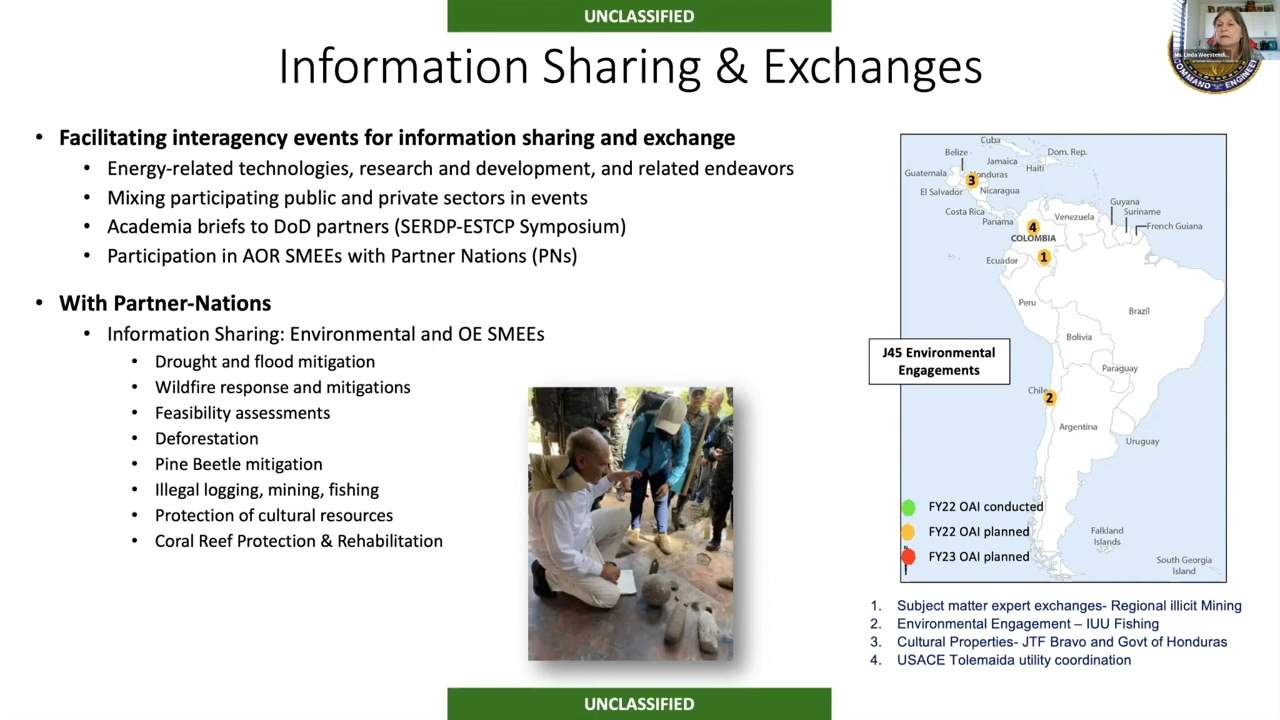 UNCLASSIFIED
Information Sharing & Exchanges
COMMAND ENGINEER
• Facilitating interagency events for information sharing and exchange
• Energy-related technologies, research and development, and related endeavors
• Mixing participating public and private sectors in events
• Academia briefs to DoD partners (SERDP-ESTCP Symposium)
• Participation in AOR SMEEs with Partner Nations (PNs)
• With Partner-Nations
• Information Sharing: Environmental and OE SMEEs
• Drought and flood mitigation
• Wildfire response and mitigations
• Feasibility assessments
• Deforestation
• Pine Beetle mitigation
• Illegal logging, mining, fishing
• Protection of cultural resources
• Coral Reef Protection & Rehabilitation
Cuba
Belize
Jamaica
Dom. Rep.
Haiti
Guatemala
3
Honduras
El Salvador
Nicaragua
Costa Rica
Panama
Venezuela
Guyana
Suriname
French Guiana
4
COLOMBIA
1
Ecuador
Peru
Brazil
Bolivia
J45 Environmental
Engagements
Paraguay
Chile
2
Argentina
Uruguay
FY22 OAI conducted
FY22 OAI planned
FY23 OAI planned
Falkland
Islands
South Georgia
Island
1. Subject matter expert exchanges- Regional illicit Mining
2. Environmental Engagement – IUU Fishing
3. Cultural Properties- JTF Bravo and Govt of Honduras
4. USACE Tolemaida utility coordination
UNCLASSIFIED